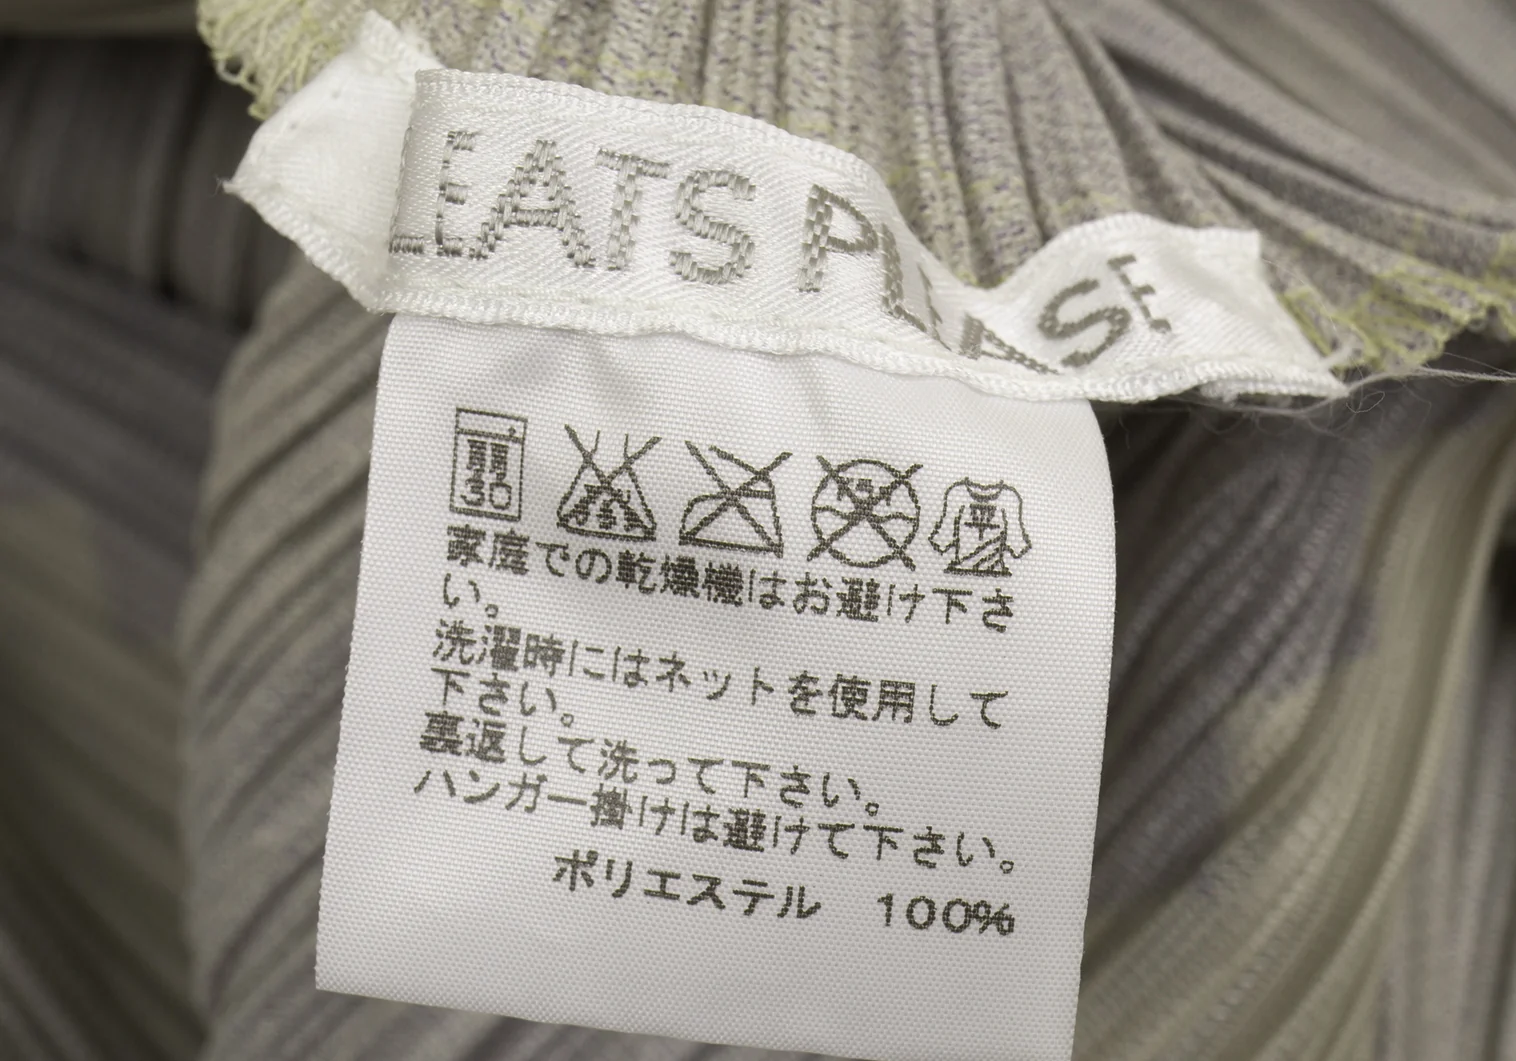 LEATS PLEASE
弱
30
平
家庭での乾燥機はお避け下さ
い。
洗濯時にはネットを使用して
下さい。
裏返して洗って下さい。
ハンガー掛けは避けて下さい。
ポリエステル 100%